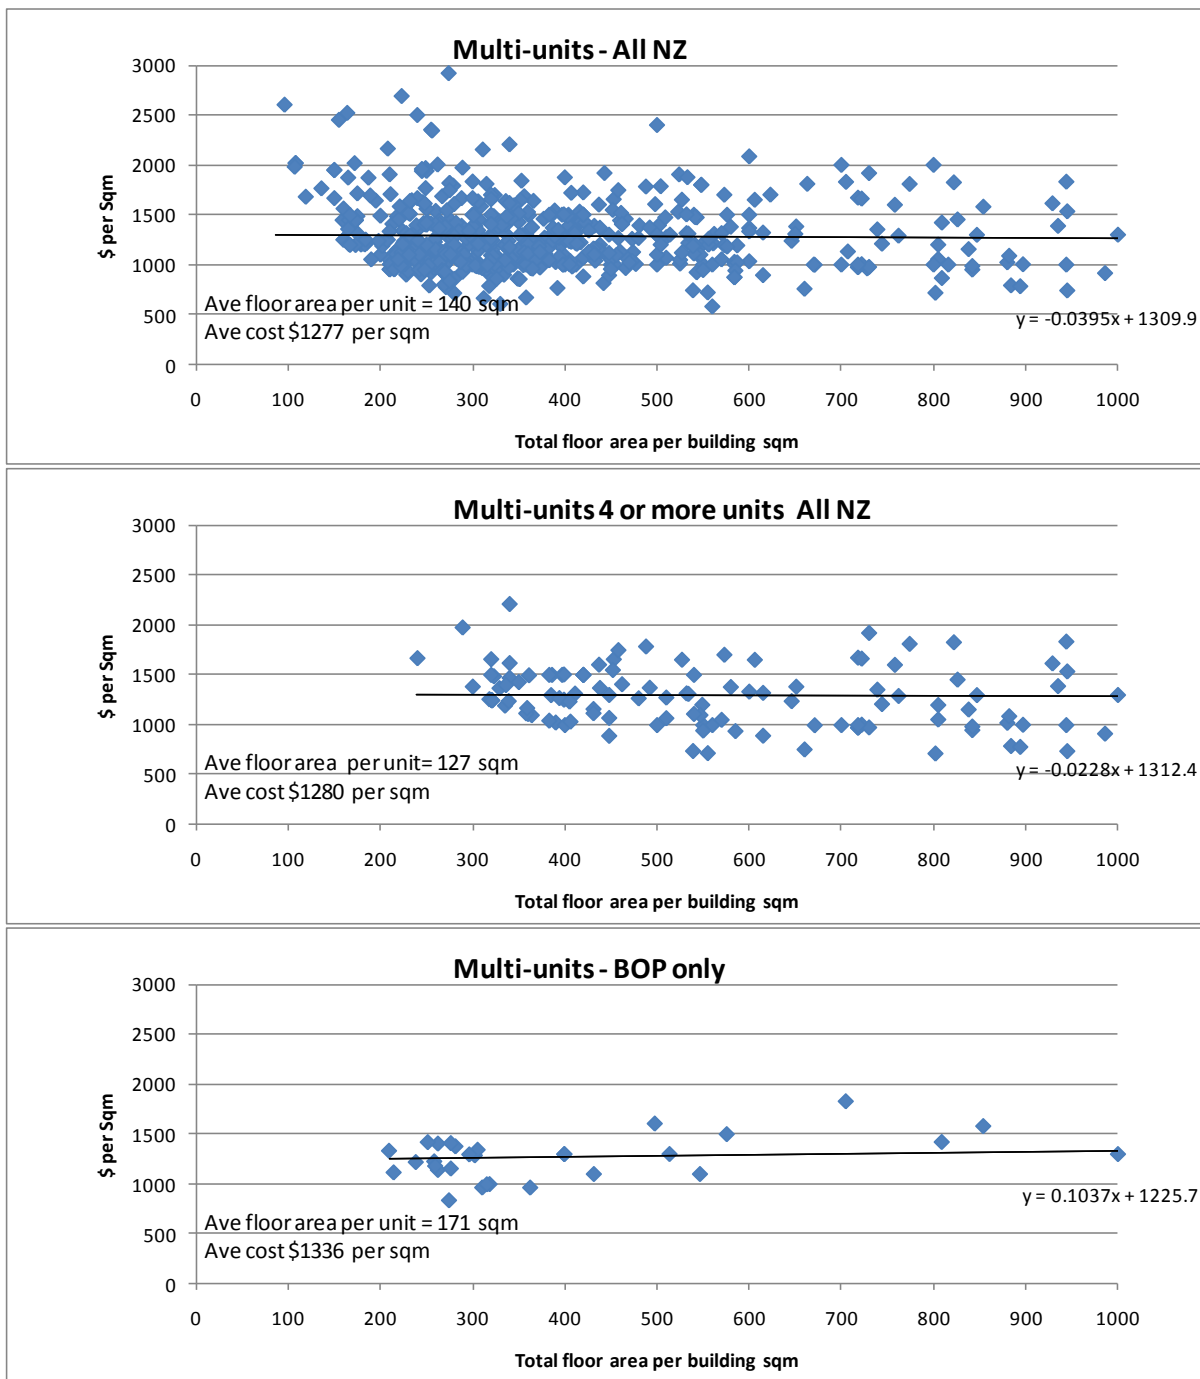 Multi-units - All NZ
3000
2500
2000
1500
1000
500
0
$ per Sqm
Ave floor area per unit = 140 sqm
Ave cost $1277 per sqm
y = -0.0395x + 1309.9
0 100 200 300 400 500 600 700 800 900 1000
Total floor area per building sqm
Multi-units 4 or more units All NZ
3000
2500
2000
1500
1000
500
0
$ per Sqm
Ave floor area per unit= 127 sqm
Ave cost $1280 per sqm
y = -0.0228x + 1312.4
0 100 200 300 400 500 600 700 800 900 1000
Total floor area per building sqm
Multi-units - BOP only
3000
2500
2000
1500
1000
500
0
$ per Sqm
Ave floor area per unit = 171 sqm
Ave cost $1336 per sqm
y = 0.1037x + 1225.7
0 100 200 300 400 500 600 700 800 900 1000
Total floor area per building sqm